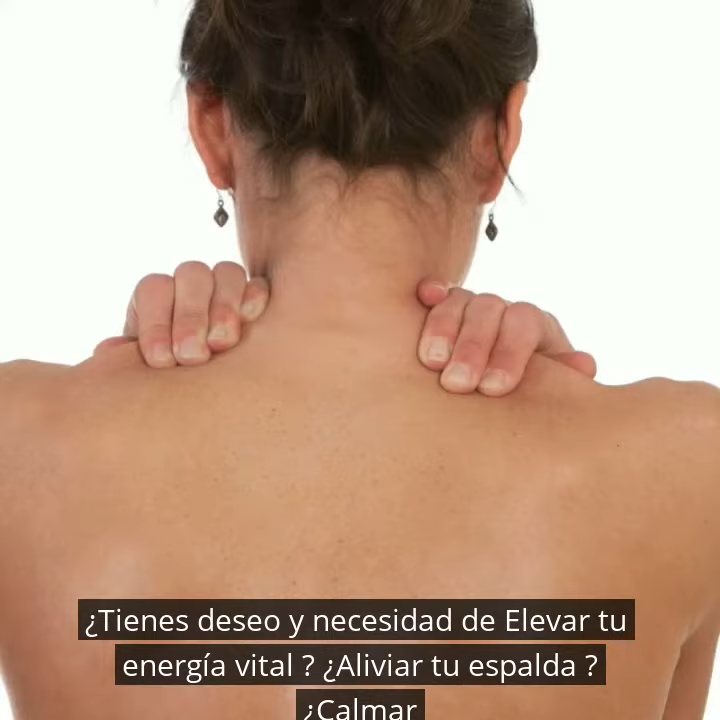 ¿Tienes deseo y necesidad de Elevar tu
energía vital ? ¿Aliviar tu espalda ?
¿Calmar